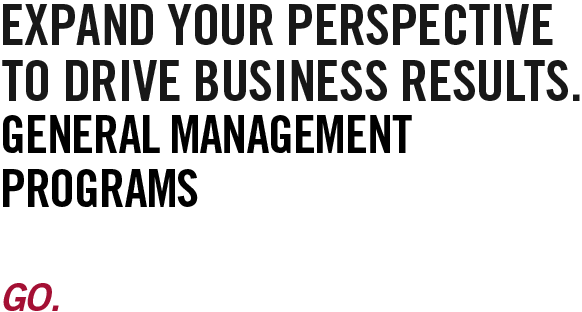 EXPAND YOUR PERSPECTIVE
TO DRIVE BUSINESS RESULTS.
GENERAL MANAGEMENT
PROGRAMS
GO.